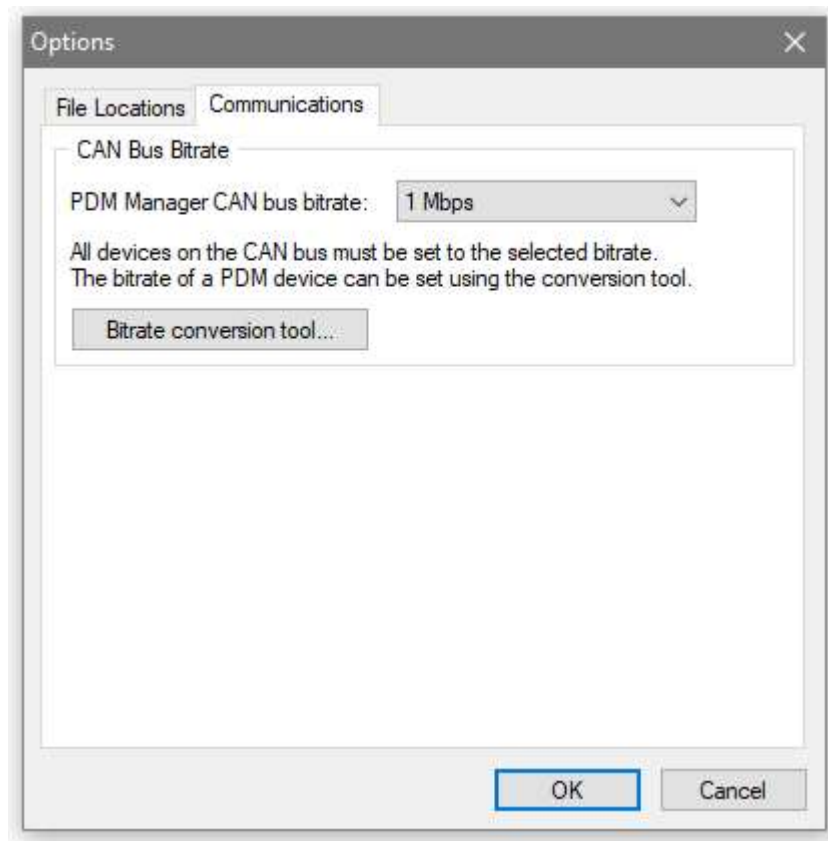 Options
File Locations
Communications
CAN Bus Bitrate
PDM Manager CAN bus bitrate:
1 Mbps
All devices on the CAN bus must be set to the selected bitrate.
The bitrate of a PDM device can be set using the conversion tool.
Bitrate conversion tool...
OK
Cancel